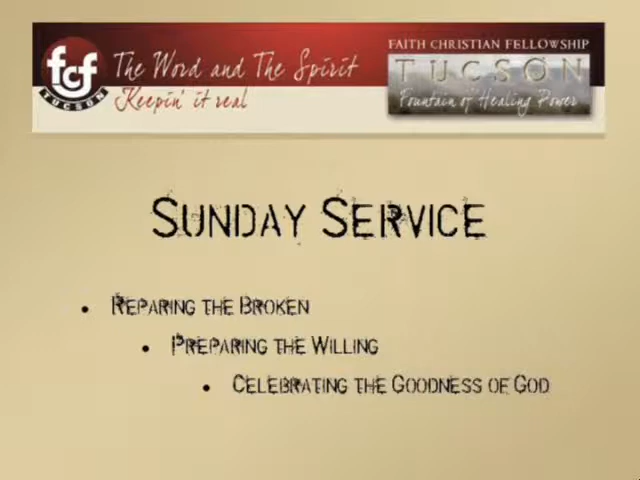 fcf
TUCSON
The Word and The Spirit
Keepin' it real
FAITH CHRISTIAN FELLOWSHIP
TUCSON
Fountain of Healing Power
SUNDAY SERVICE
• REPARING THE BROKEN
• PREPARING THE WILLING
• CELEBRATING THE GOODNESS OF GOD